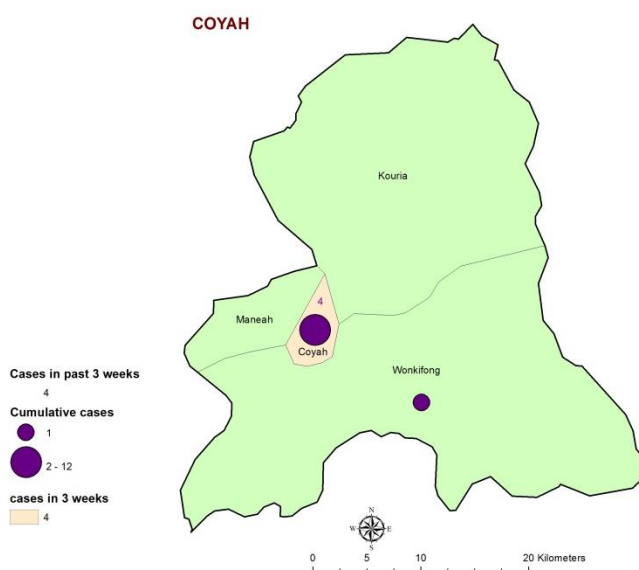 COYAH
Kouria
4
Maneah
Coyah
Wonkifong
Cases in past 3 weeks
4
Cumulative cases
1
2 - 12
cases in 3 weeks
4
N
W E
S
0 5 10 20 Kilometers